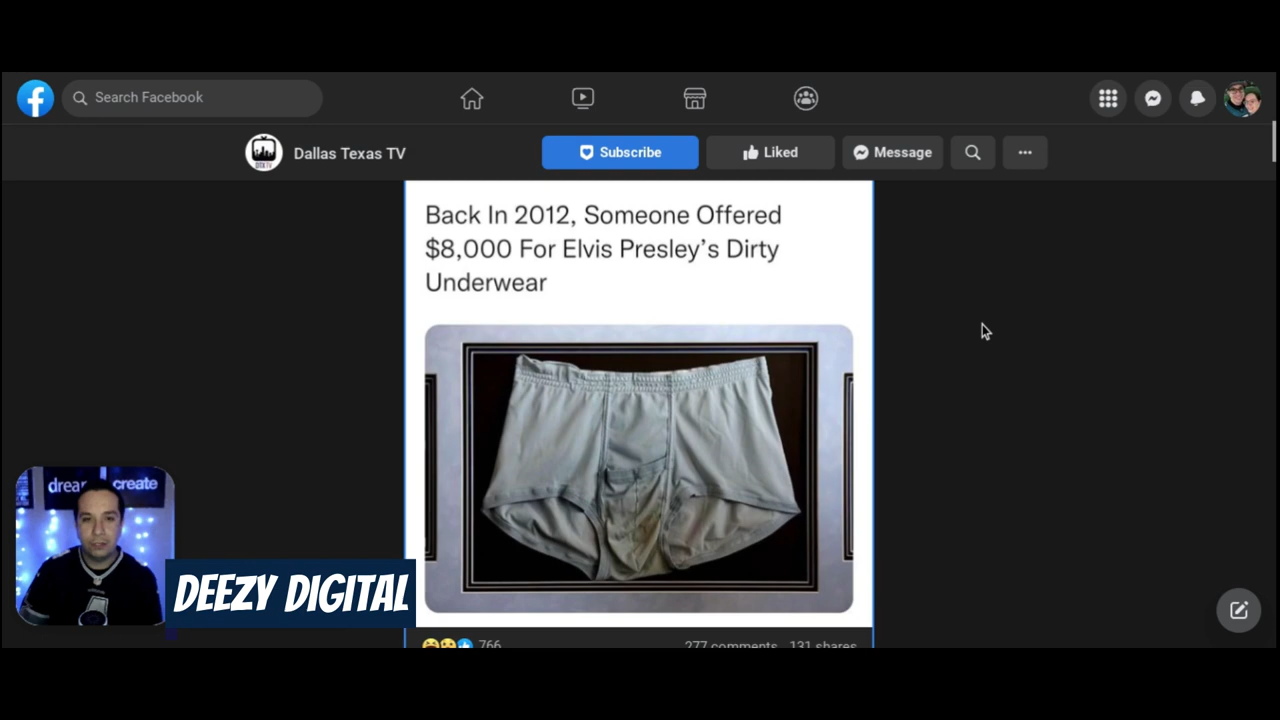 Search Facebook
Dallas Texas TV
Subscribe
Liked
Message
Back In 2012, Someone Offered
$8,000 For Elvis Presley’s Dirty
Underwear
dream create
DEEZY DIGITAL
766
277 comments
131 shares